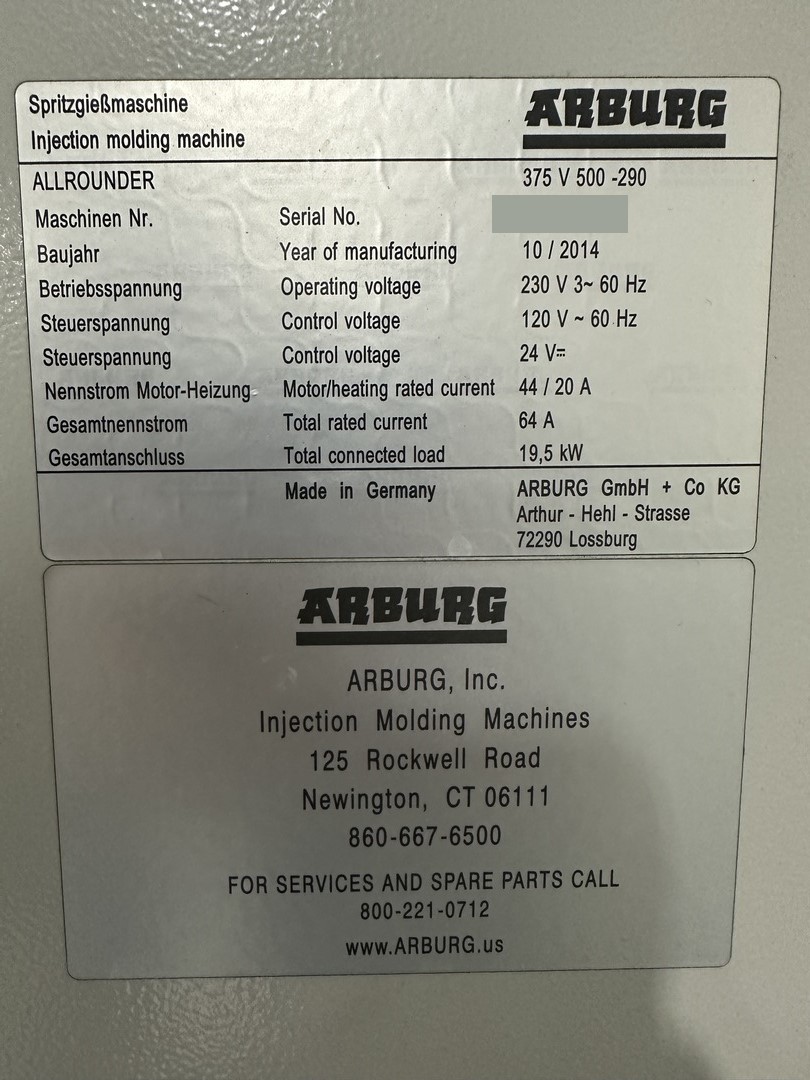 Spritzgießmaschine
Injection molding machine
ARBURG
ALLROUNDER 375 V 500 -290
Maschinen Nr. Serial No.
Baujahr Year of manufacturing 10 / 2014
Betriebsspannung Operating voltage 230 V 3~ 60 Hz
Steuerspannung Control voltage 120 V ~ 60 Hz
Steuerspannung Control voltage 24 V⎓
Nennstrom Motor-Heizung Motor/heating rated current 44 / 20 A
Gesamtnennstrom Total rated current 64 A
Gesamtanschluss Total connected load 19,5 kW
Made in Germany ARBURG GmbH + Co KG
Arthur - Hehl - Strasse
72290 Lossburg
ARBURG
ARBURG, Inc.
Injection Molding Machines
125 Rockwell Road
Newington, CT 06111
860-667-6500
FOR SERVICES AND SPARE PARTS CALL
800-221-0712
www.ARBURG.us